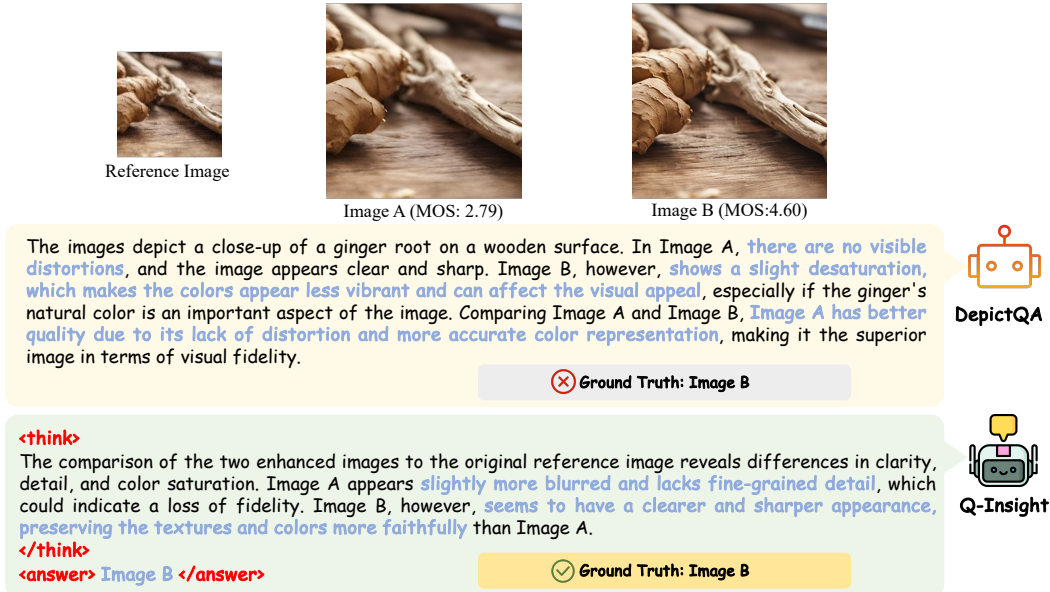 Reference Image
Image A (MOS: 2.79)
Image B (MOS:4.60)
The images depict a close-up of a ginger root on a wooden surface. In Image A, there are no visible
distortions, and the image appears clear and sharp. Image B, however, shows a slight desaturation,
which makes the colors appear less vibrant and can affect the visual appeal, especially if the ginger's
natural color is an important aspect of the image. Comparing Image A and Image B, Image A has better
quality due to its lack of distortion and more accurate color representation, making it the superior
image in terms of visual fidelity.
Ground Truth: Image B
DepictQA
<think>
The comparison of the two enhanced images to the original reference image reveals differences in clarity,
detail, and color saturation. Image A appears slightly more blurred and lacks fine-grained detail, which
could indicate a loss of fidelity. Image B, however, seems to have a clearer and sharper appearance,
preserving the textures and colors more faithfully than Image A.
</think>
<answer> Image B </answer>
Ground Truth: Image B
Q-Insight